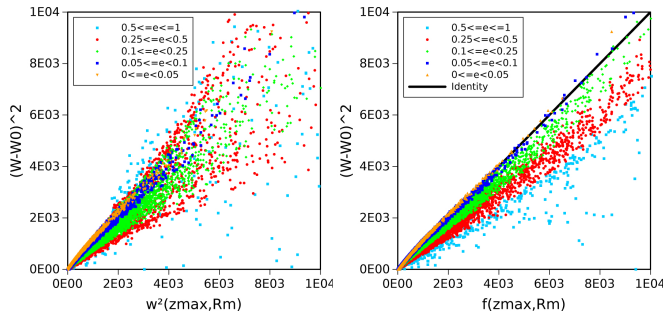 1E04
8E03
6E03
4E03
2E03
0E00
(W-W0)^2
0.5<=e<=1
0.25<=e<0.5
0.1<=e<0.25
0.05<=e<0.1
0<=e<0.05
0E00 2E03 4E03 6E03 8E03 1E04
w²(zmax,Rm)
1E04
8E03
6E03
4E03
2E03
0E00
(W-W0)^2
0.5<=e<=1
0.25<=e<0.5
0.1<=e<0.25
0.05<=e<0.1
0<=e<0.05
Identity
0E00 2E03 4E03 6E03 8E03 1E04
f(zmax,Rm)